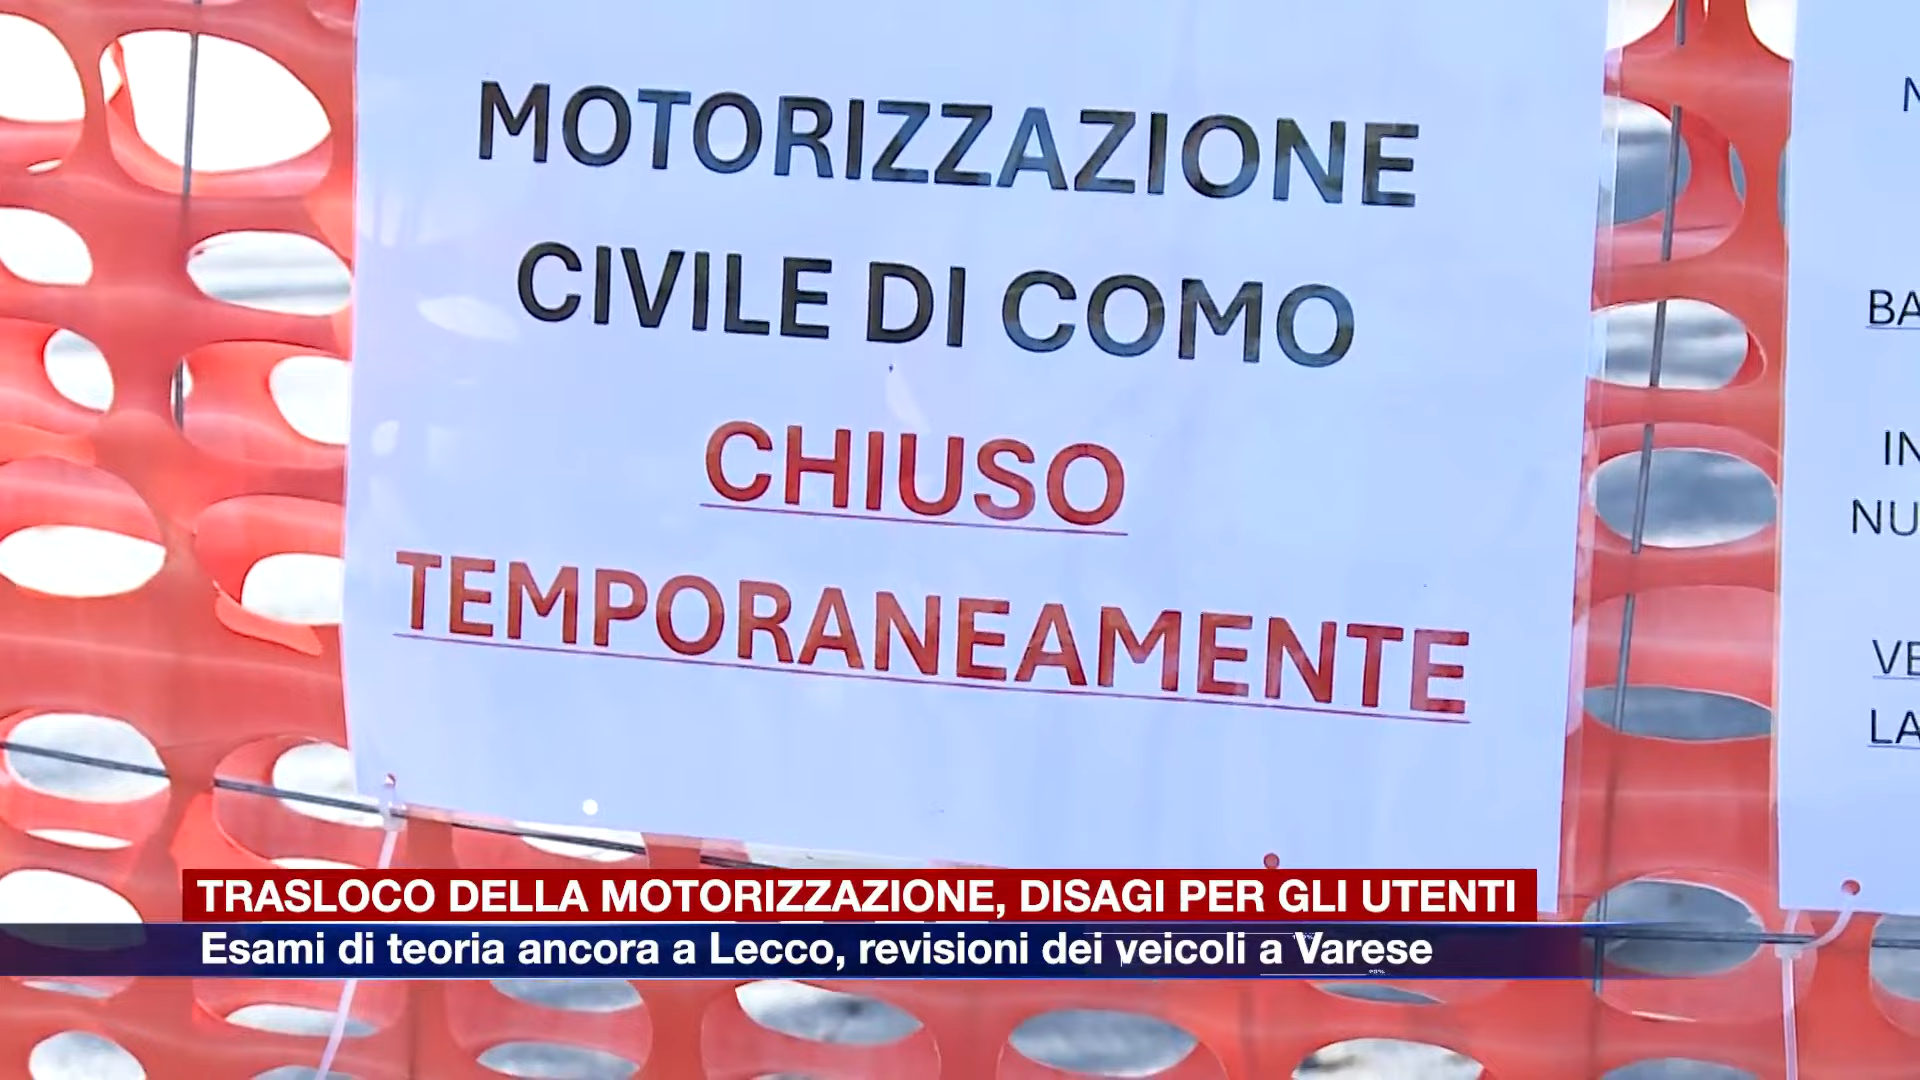 MOTORIZZAZIONE
CIVILE DI COMO
CHIUSO
TEMPORANEAMENTE
TRASLOCO DELLA MOTORIZZAZIONE, DISAGI PER GLI UTENTI
Esami di teoria ancora a Lecco, revisioni dei veicoli a Varese